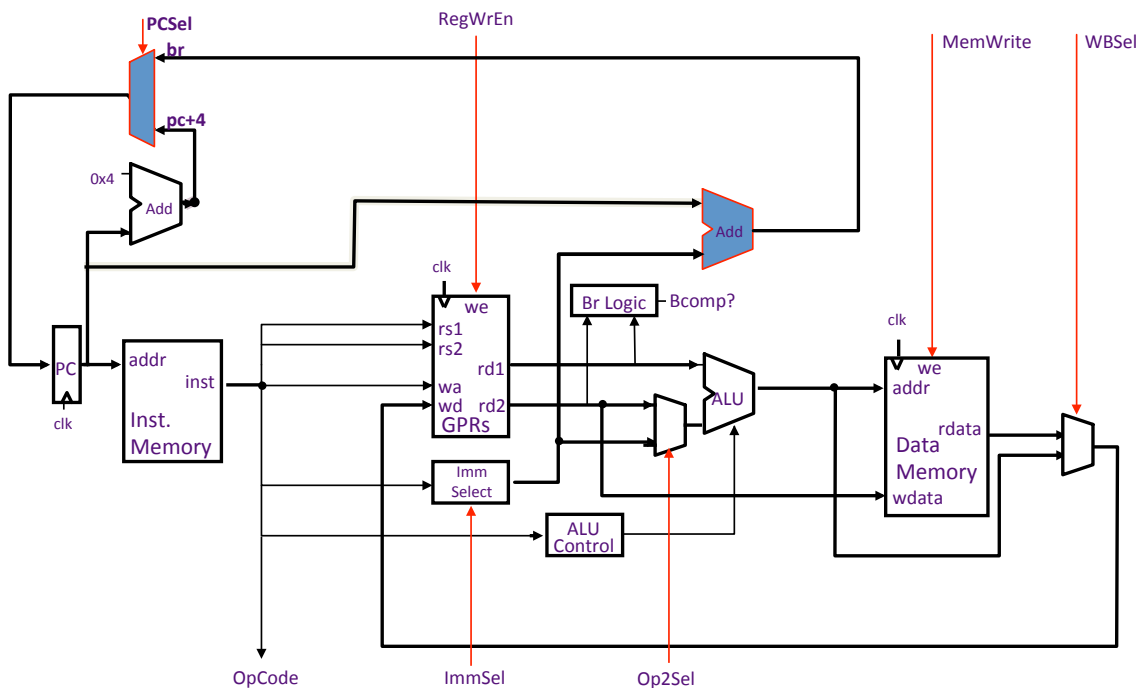 RegWrEn
PCSel
MemWrite
WBSel
br
pc+4
0x4
Add
Add
clk
we
Br Logic
Bcomp?
clk
rs1
rs2
PC
addr
inst
rd1
we
addr
wa
ALU
wd
rd2
clk
Inst.
Memory
GPRs
rdata
Data
Memory
Imm
Select
wdata
ALU
Control
OpCode
ImmSel
Op2Sel